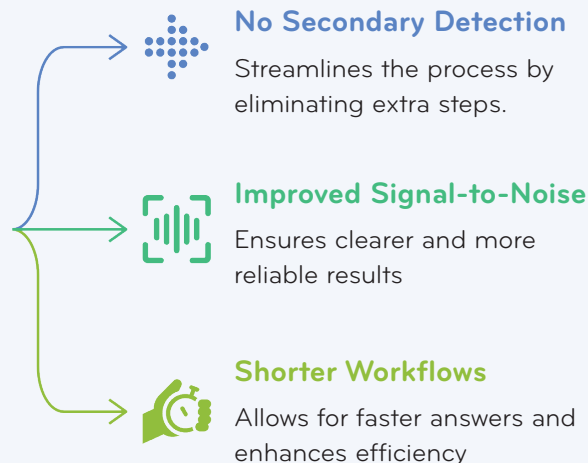 No Secondary Detection
Streamlines the process by
eliminating extra steps.
Improved Signal-to-Noise
Ensures clearer and more
reliable results
Shorter Workflows
Allows for faster answers and
enhances efficiency